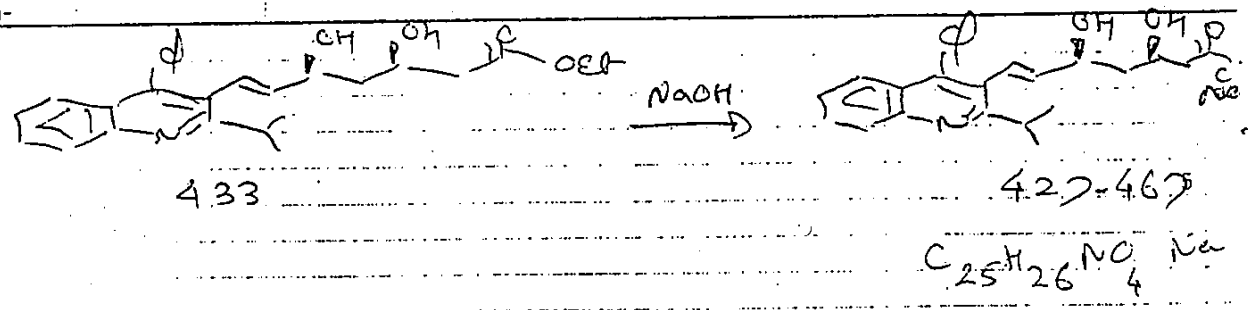 OH OH O OH OH O
OEt NaOH
N N
433 427.467
C25H26NO4 Na